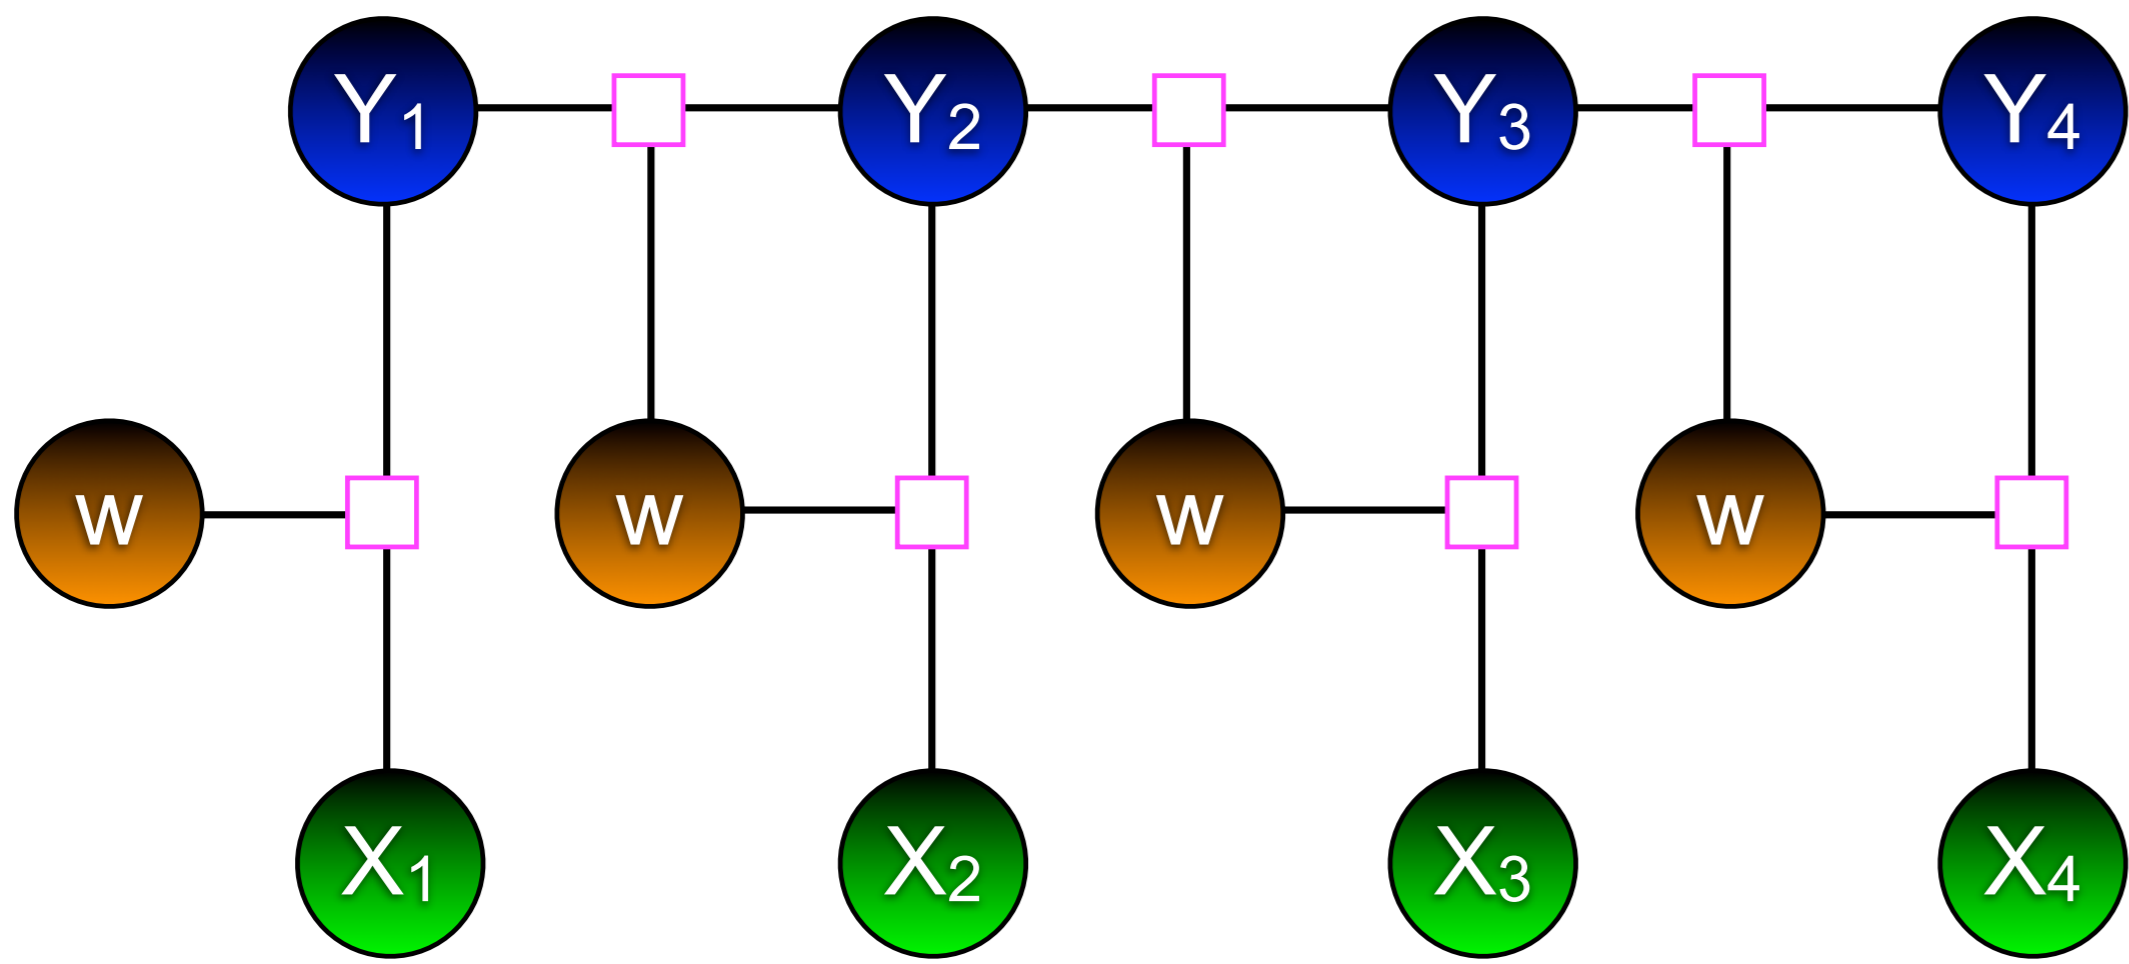 Y₁ Y₂ Y₃ Y₄
w w w w
X₁ X₂ X₃ X₄